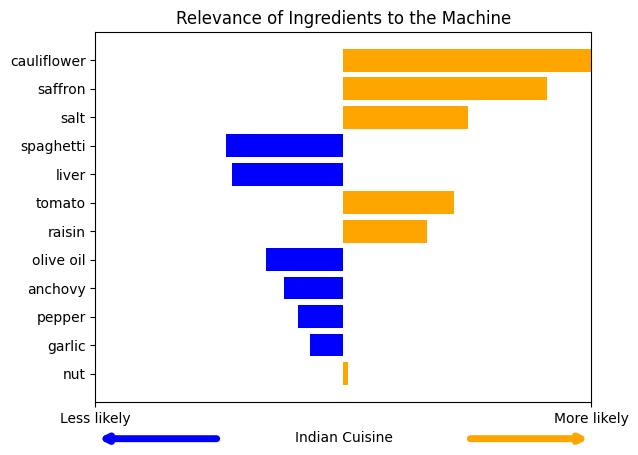 Relevance of Ingredients to the Machine
cauliflower
saffron
salt
spaghetti
liver
tomato
raisin
olive oil
anchovy
pepper
garlic
nut
Less likely
More likely
Indian Cuisine